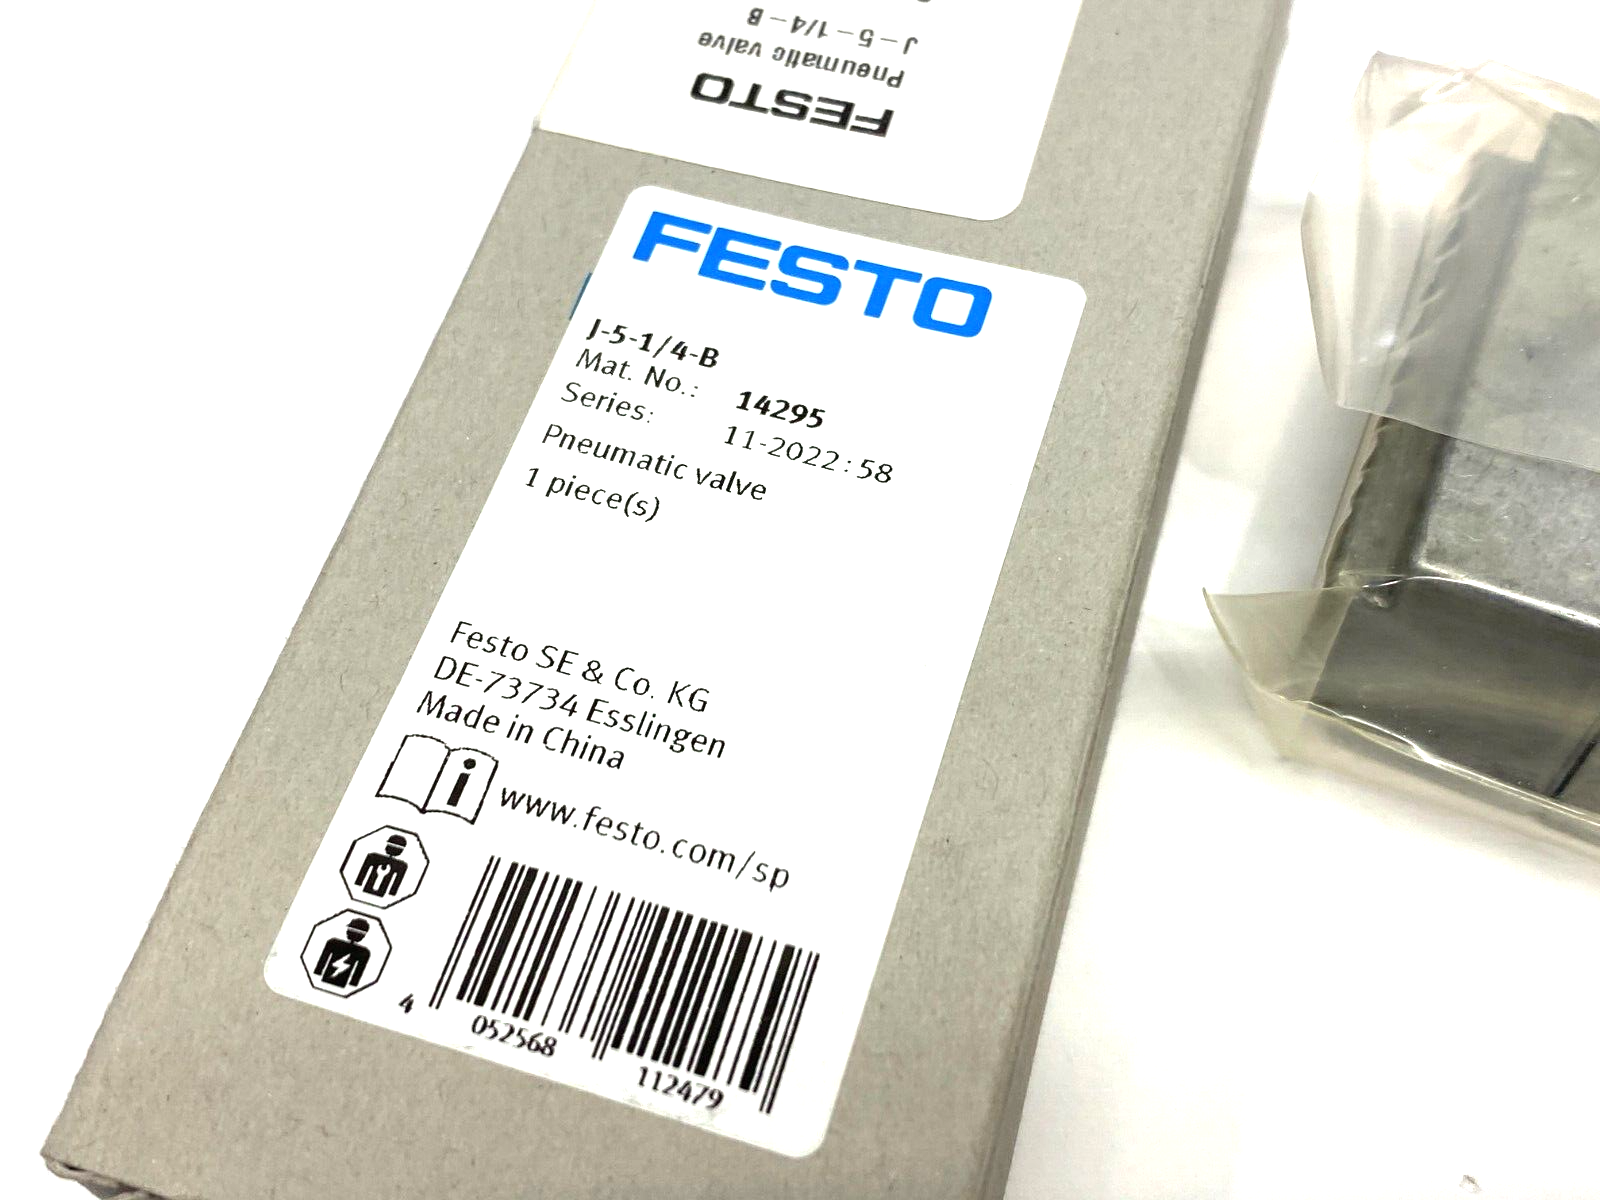 FESTO
Pneumatic valve
J-5-1/4-B
FESTO
J-5-1/4-B
Mat. No.: 14295
Series: 11-2022:58
Pneumatic valve
1 piece(s)
Festo SE & Co. KG
DE-73734 Esslingen
Made in China
i www.festo.com/sp
4 052568 112479